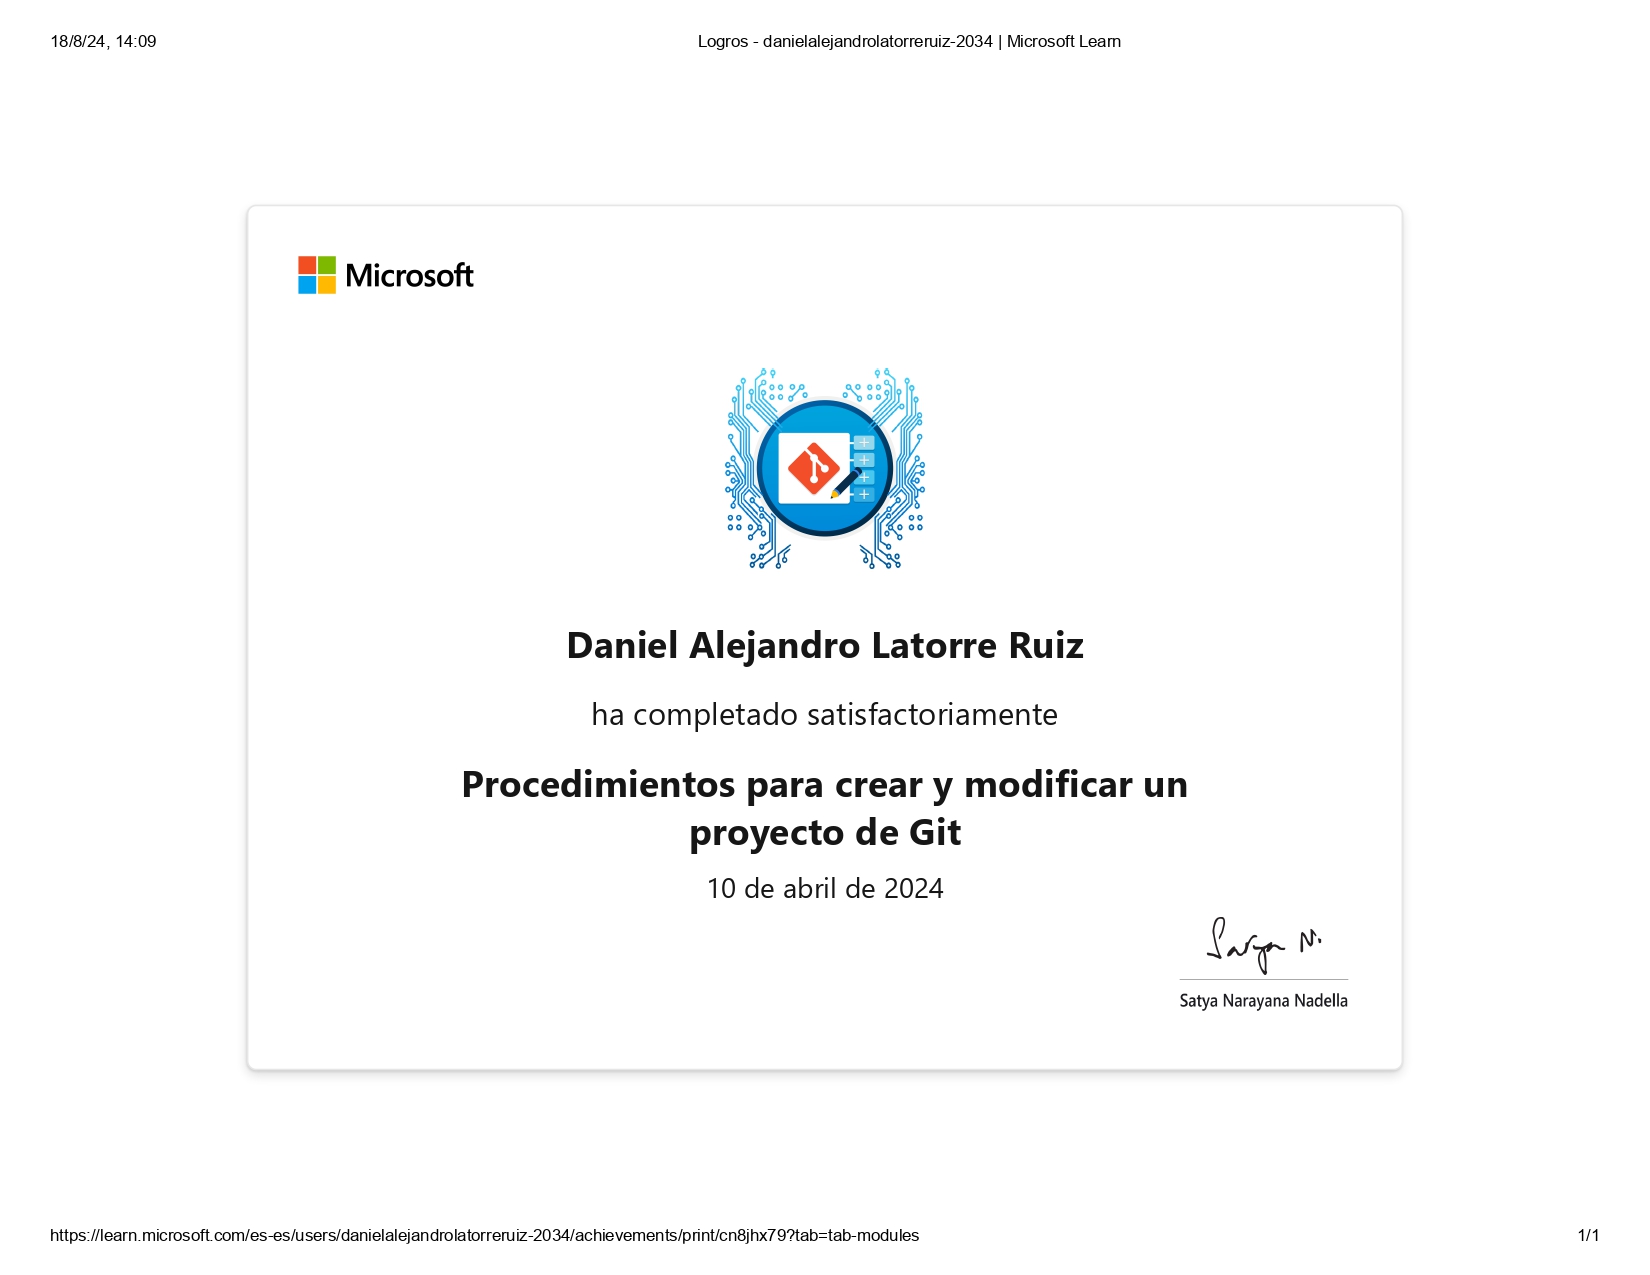 18/8/24, 14:09
Logros - danielalejandrolatorreruiz-2034 | Microsoft Learn
Microsoft
Daniel Alejandro Latorre Ruiz
ha completado satisfactoriamente
Procedimientos para crear y modificar un
proyecto de Git
10 de abril de 2024
Satya N.
Satya Narayana Nadella
https://learn.microsoft.com/es-es/users/danielalejandrolatorreruiz-2034/achievements/print/cn8jhx79?tab=tab-modules
1/1